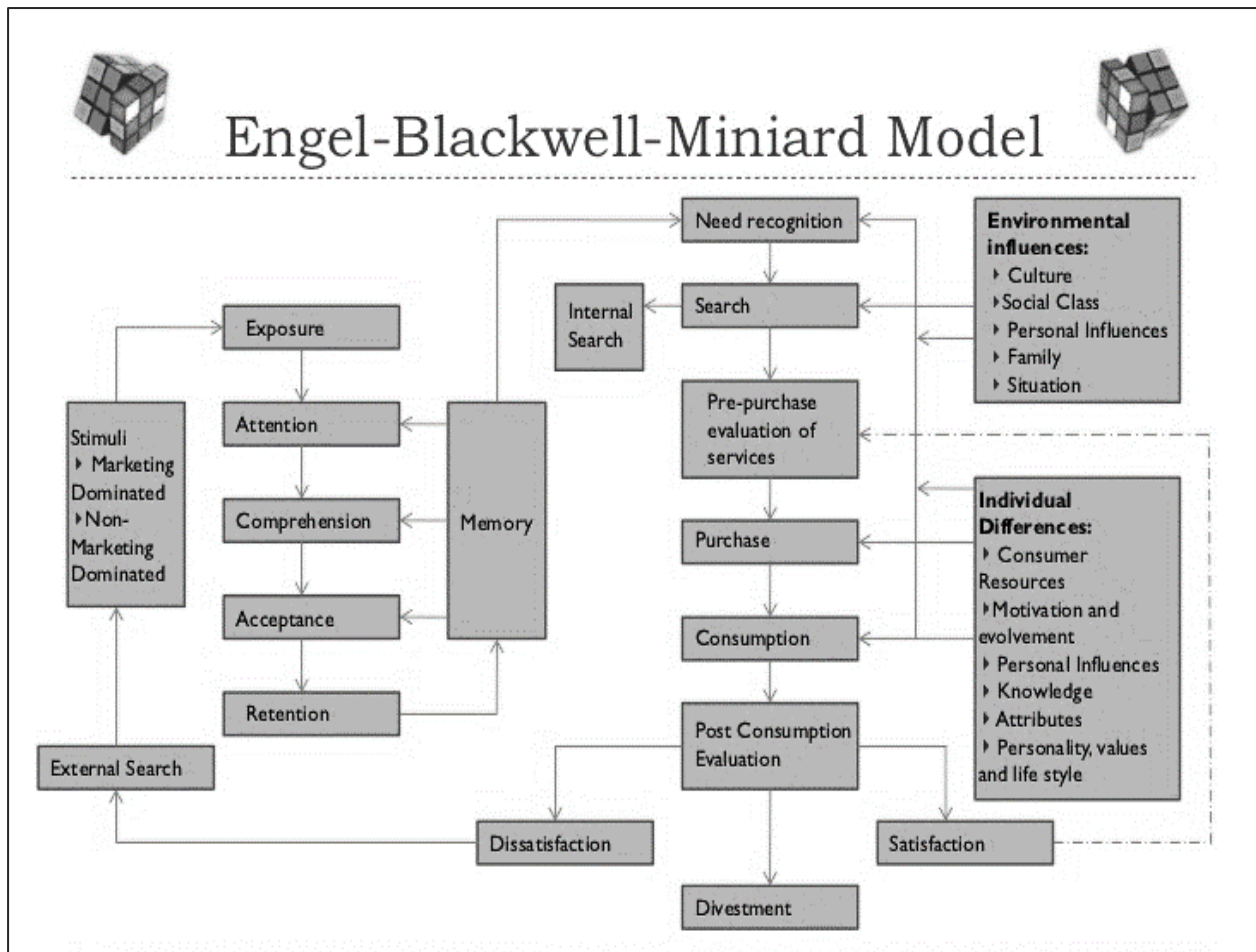 Engel-Blackwell-Miniard Model
Need recognition
Environmental
influences:
Culture
Social Class
Personal Influences
Family
Situation
Internal
Search
Search
Exposure
Pre-purchase
evaluation of
services
Stimuli
Marketing
Dominated
Non-
Marketing
Dominated
Attention
Comprehension
Memory
Purchase
Individual
Differences:
Consumer
Resources
Motivation and
evolvement
Personal Influences
Knowledge
Attributes
Personality, values
and life style
Acceptance
Consumption
Retention
Post Consumption
Evaluation
External Search
Dissatisfaction
Satisfaction
Divestment